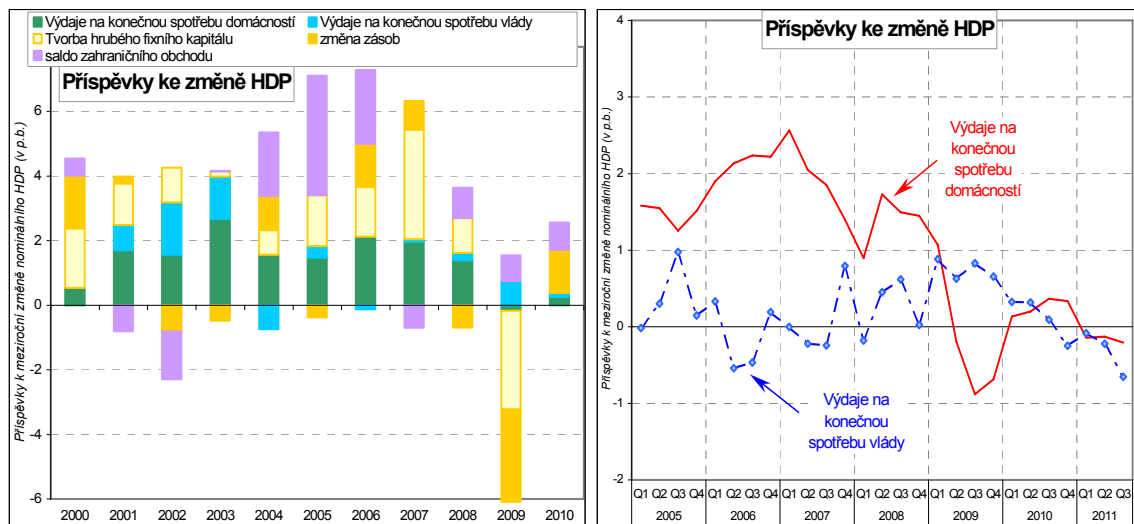 Výdaje na konečnou spotřebu domácností
Výdaje na konečnou spotřebu vlády
Tvorba hrubého fixního kapitálu
změna zásob
saldo zahraničního obchodu
Příspěvky ke změně HDP
Příspěvky k meziroční změně nominálního HDP (v p.b.)
6
4
2
0
-2
-4
-6
2000 2001 2002 2003 2004 2005 2006 2007 2008 2009 2010
Příspěvky ke změně HDP
Příspěvky k meziroční změně nominálního HDP (v p.b.)
4
3
2
1
0
-1
-2
Výdaje na
konečnou
spotřebu
domácností
Výdaje na
konečnou
spotřebu vlády
Q1 Q2 Q3 Q4 Q1 Q2 Q3 Q4 Q1 Q2 Q3 Q4 Q1 Q2 Q3 Q4 Q1 Q2 Q3 Q4 Q1 Q2 Q3 Q4 Q1 Q2 Q3
2005 2006 2007 2008 2009 2010 2011